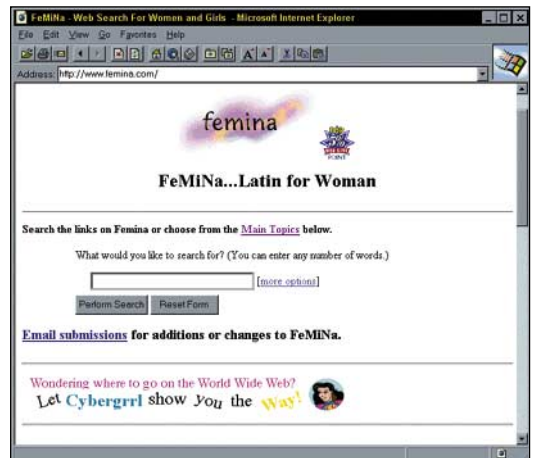 FeMiNa - Web Search For Women and Girls - Microsoft Internet Explorer
File Edit View Go Favorites Help
Address: http://www.femina.com/
femina
POINT
FeMiNa...Latin for Woman
Search the links on Femina or choose from the Main Topics below.
What would you like to search for? (You can enter any number of words.)
[more options]
Perform Search Reset Form
Email submissions for additions or changes to FeMiNa.
Wondering where to go on the World Wide Web?
Let Cybergrrl show you the Way!